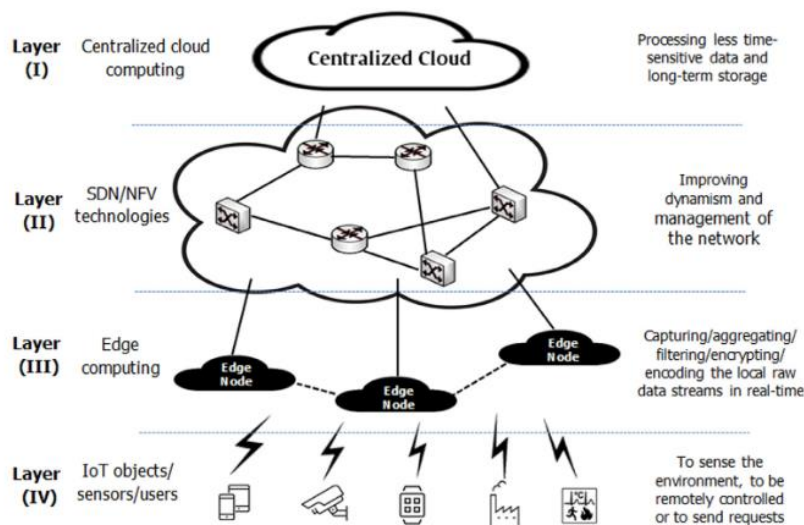 Layer
(I)
Centralized cloud
computing
Centralized Cloud
Processing less time-
sensitive data and
long-term storage
Layer
(II)
SDN/NFV
technologies
Improving
dynamism and
management of
the network
Layer
(III)
Edge
computing
Edge
Node
Edge
Node
Edge
Node
Capturing/aggregating/
filtering/encrypting/
encoding the local raw
data streams in real-time
Layer
(IV)
IoT objects/
sensors/users
°C
To sense the
environment, to be
remotely controlled
or to send requests